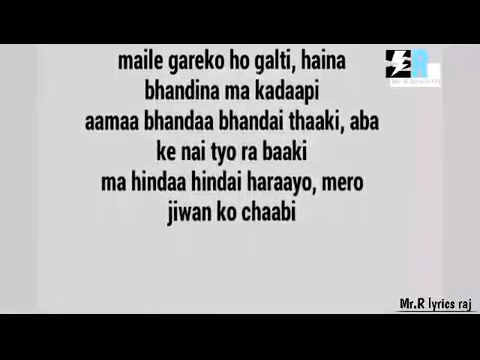 maile gareko ho galti, haina
bhandina ma kadaapi
aamaa bhandaa bhandai thaaki, aba
ke nai tyo ra baaki
ma hindaa hindai haraayo, mero
jiwan ko chaabi
R
Mr.R lyrics raj